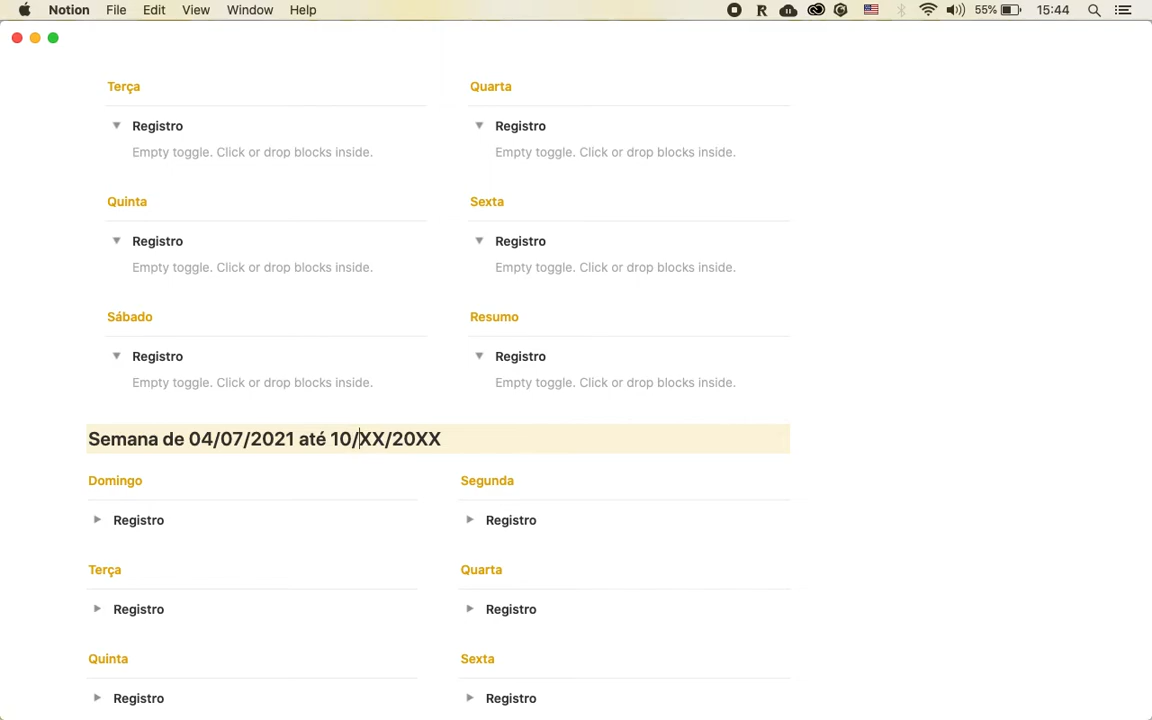 Notion File Edit View Window Help R 55% 15:44
Terça Quarta
Registro Registro
Empty toggle. Click or drop blocks inside. Empty toggle. Click or drop blocks inside.
Quinta Sexta
Registro Registro
Empty toggle. Click or drop blocks inside. Empty toggle. Click or drop blocks inside.
Sábado Resumo
Registro Registro
Empty toggle. Click or drop blocks inside. Empty toggle. Click or drop blocks inside.
Semana de 04/07/2021 até 10/XX/20XX
Domingo Segunda
Registro Registro
Terça Quarta
Registro Registro
Quinta Sexta
Registro Registro